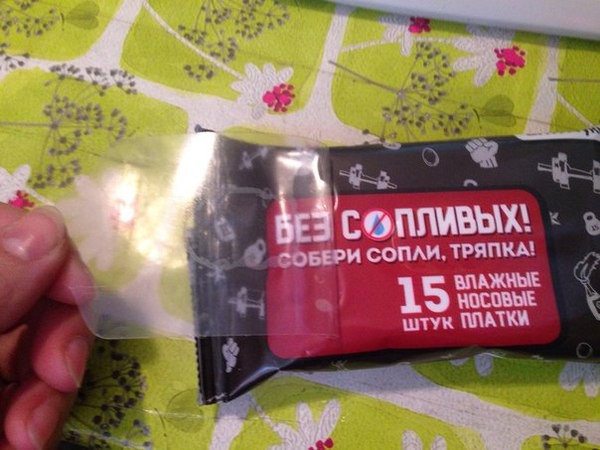 БЕЗ СОПЛИВЫХ!
СОБЕРИ СОПЛИ, ТРЯПКА!
15 ВЛАЖНЫЕ
НОСОВЫЕ
ШТУК ПЛАТКИ